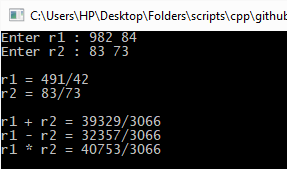 C:\Users\HP\Desktop\Folders\scripts\cpp\github
Enter r1 : 982 84
Enter r2 : 83 73
r1 = 491/42
r2 = 83/73
r1 + r2 = 39329/3066
r1 - r2 = 32357/3066
r1 * r2 = 40753/3066